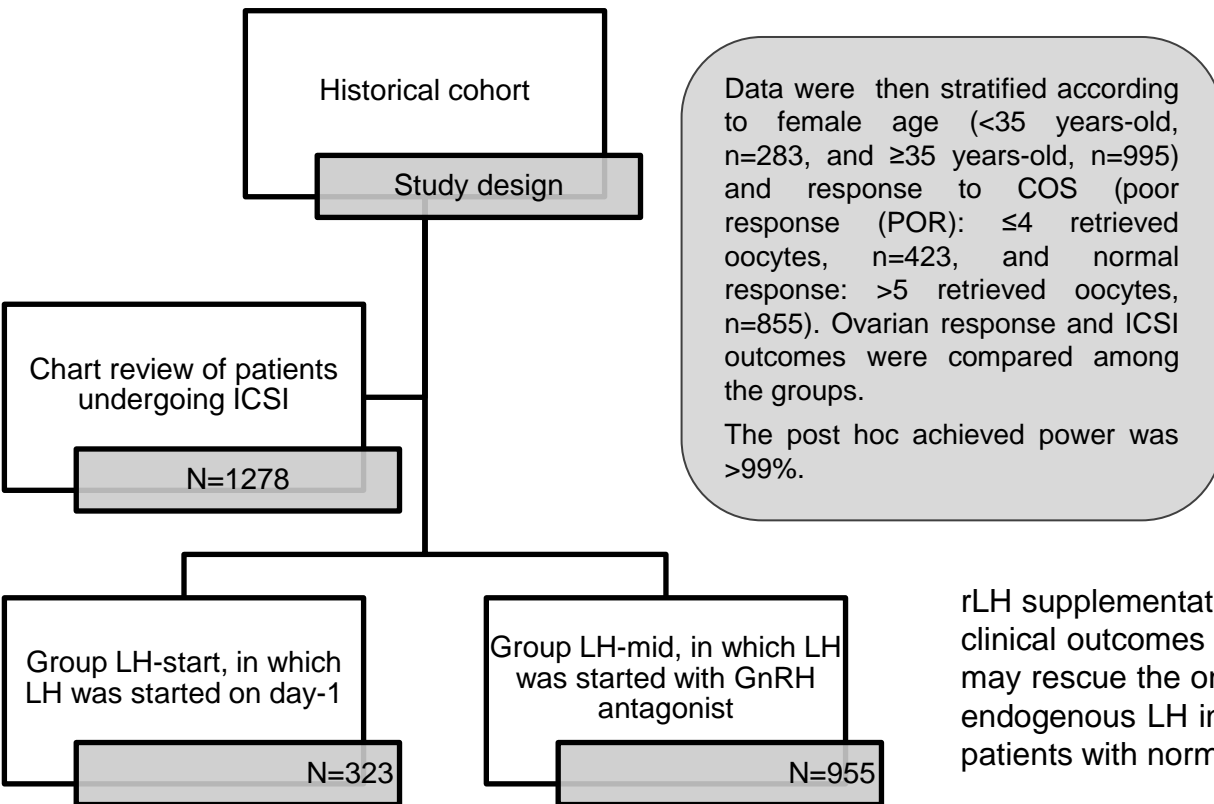 Historical cohort
Study design
Chart review of patients
undergoing ICSI
N=1278
Group LH-start, in which
LH was started on day-1
N=323
Group LH-mid, in which LH
was started with GnRH
antagonist
N=955
Data were then stratified according
to female age (<35 years-old,
n=283, and ≥35 years-old, n=995)
and response to COS (poor
response (POR): ≤4 retrieved
oocytes, n=423, and normal
response: >5 retrieved oocytes,
n=855). Ovarian response and ICSI
outcomes were compared among
the groups.
The post hoc achieved power was
>99%.
rLH
clinical outcomes
may rescue the
endogenous LH
patients with